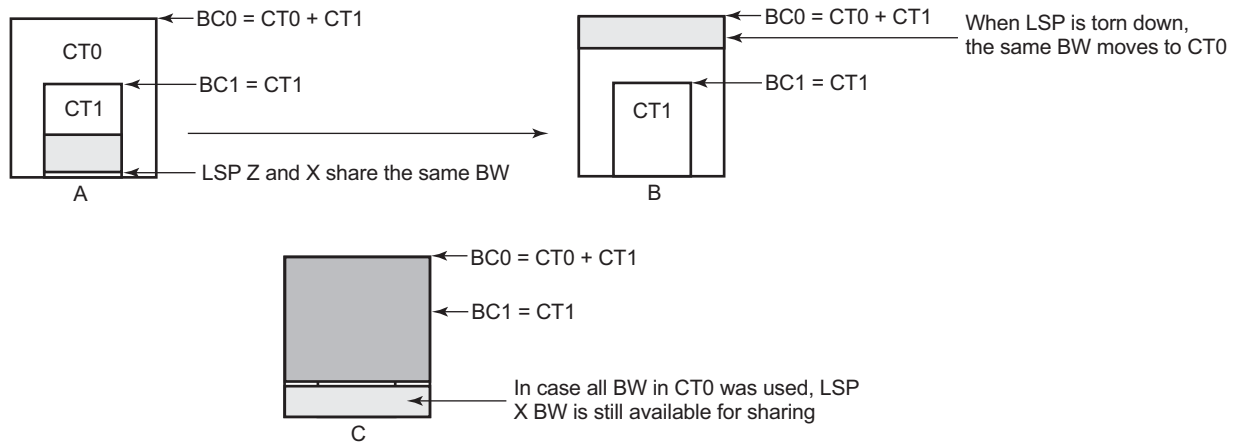 BC0 = CT0 + CT1
CT0
BC1 = CT1
CT1
LSP Z and X share the same BW
A
BC0 = CT0 + CT1
When LSP is torn down,
the same BW moves to CT0
BC1 = CT1
CT1
B
BC0 = CT0 + CT1
BC1 = CT1
In case all BW in CT0 was used, LSP
X BW is still available for sharing
C